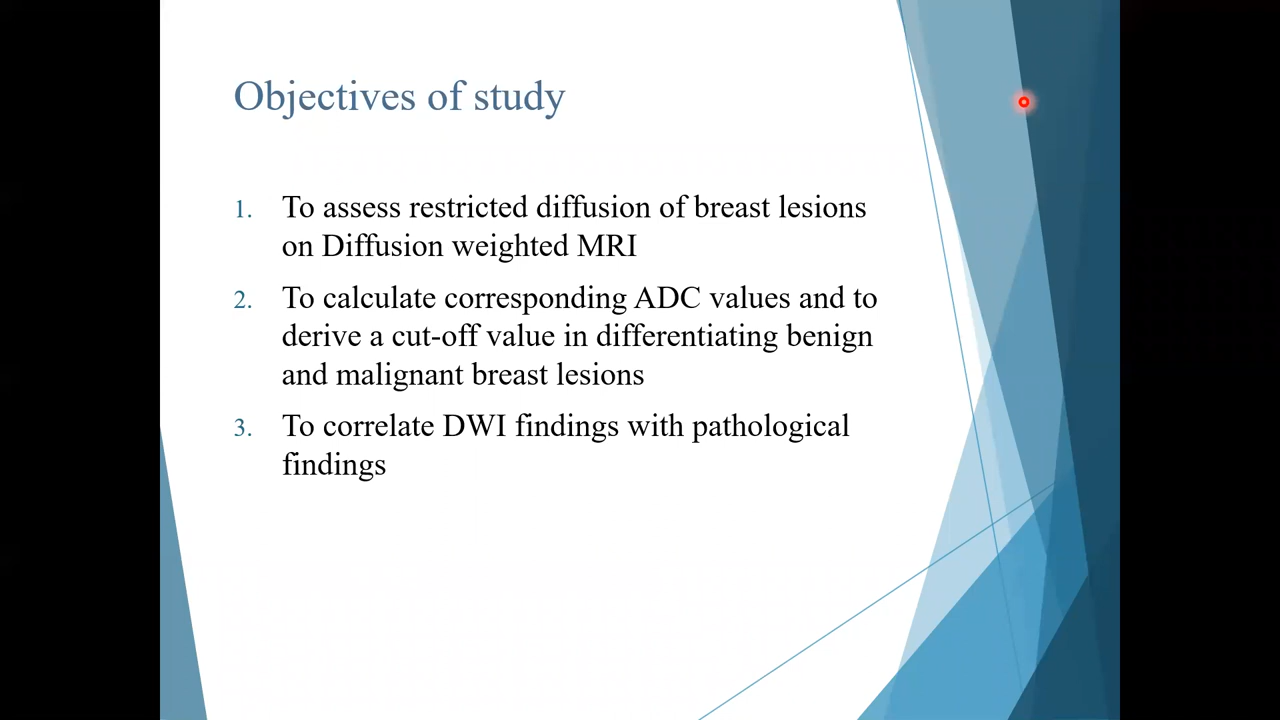 Objectives of study
1. To assess restricted diffusion of breast lesions
on Diffusion weighted MRI
2. To calculate corresponding ADC values and to
derive a cut-off value in differentiating benign
and malignant breast lesions
3. To correlate DWI findings with pathological
findings